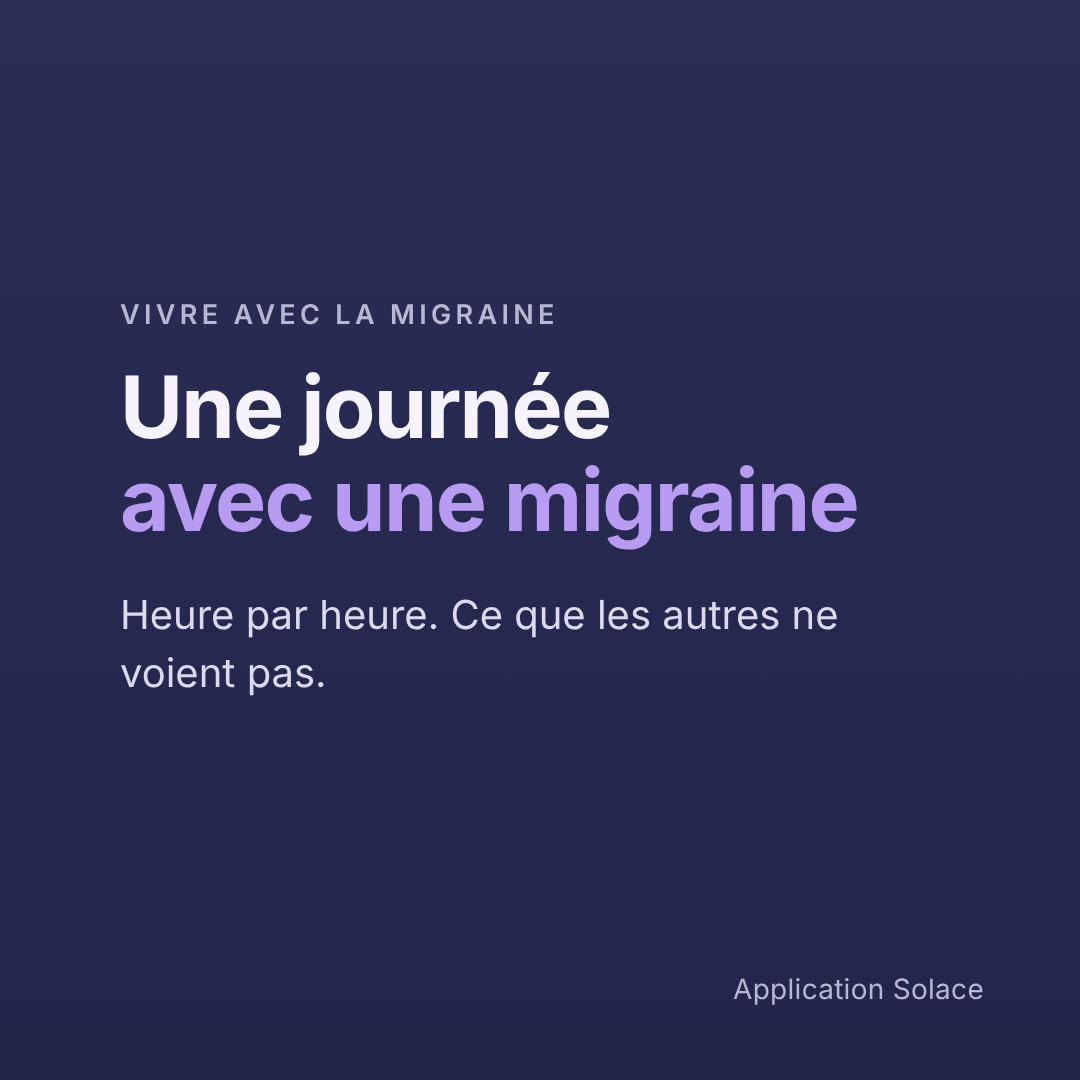 VIVRE AVEC LA MIGRAINE
Une journée
avec une migraine
Heure par heure. Ce que les autres ne
voient pas.
Application Solace